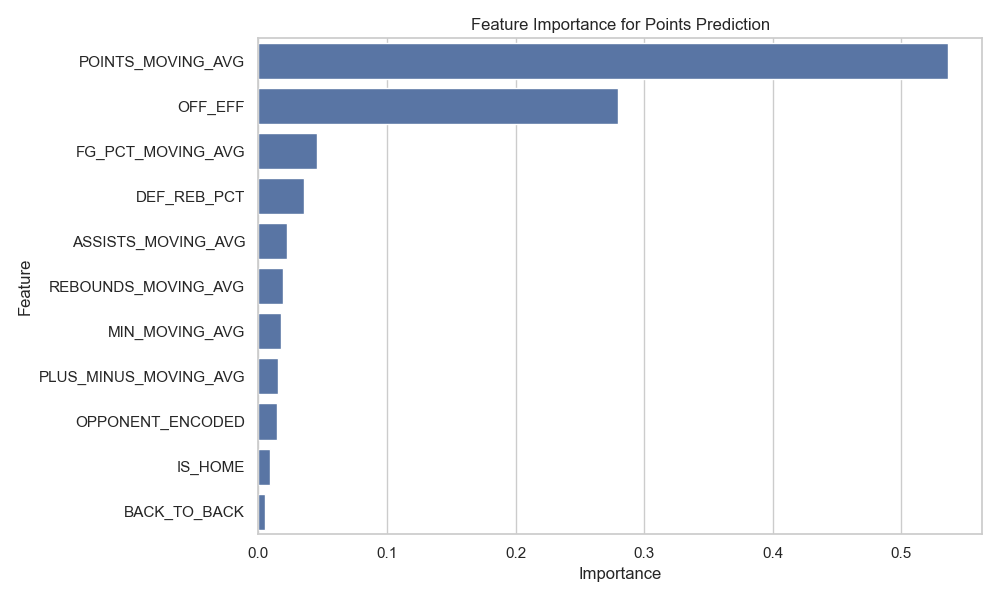 Feature Importance for Points Prediction
POINTS_MOVING_AVG
OFF_EFF
FG_PCT_MOVING_AVG
DEF_REB_PCT
ASSISTS_MOVING_AVG
REBOUNDS_MOVING_AVG
MIN_MOVING_AVG
PLUS_MINUS_MOVING_AVG
OPPONENT_ENCODED
IS_HOME
BACK_TO_BACK
Feature
0.0 0.1 0.2 0.3 0.4 0.5
Importance